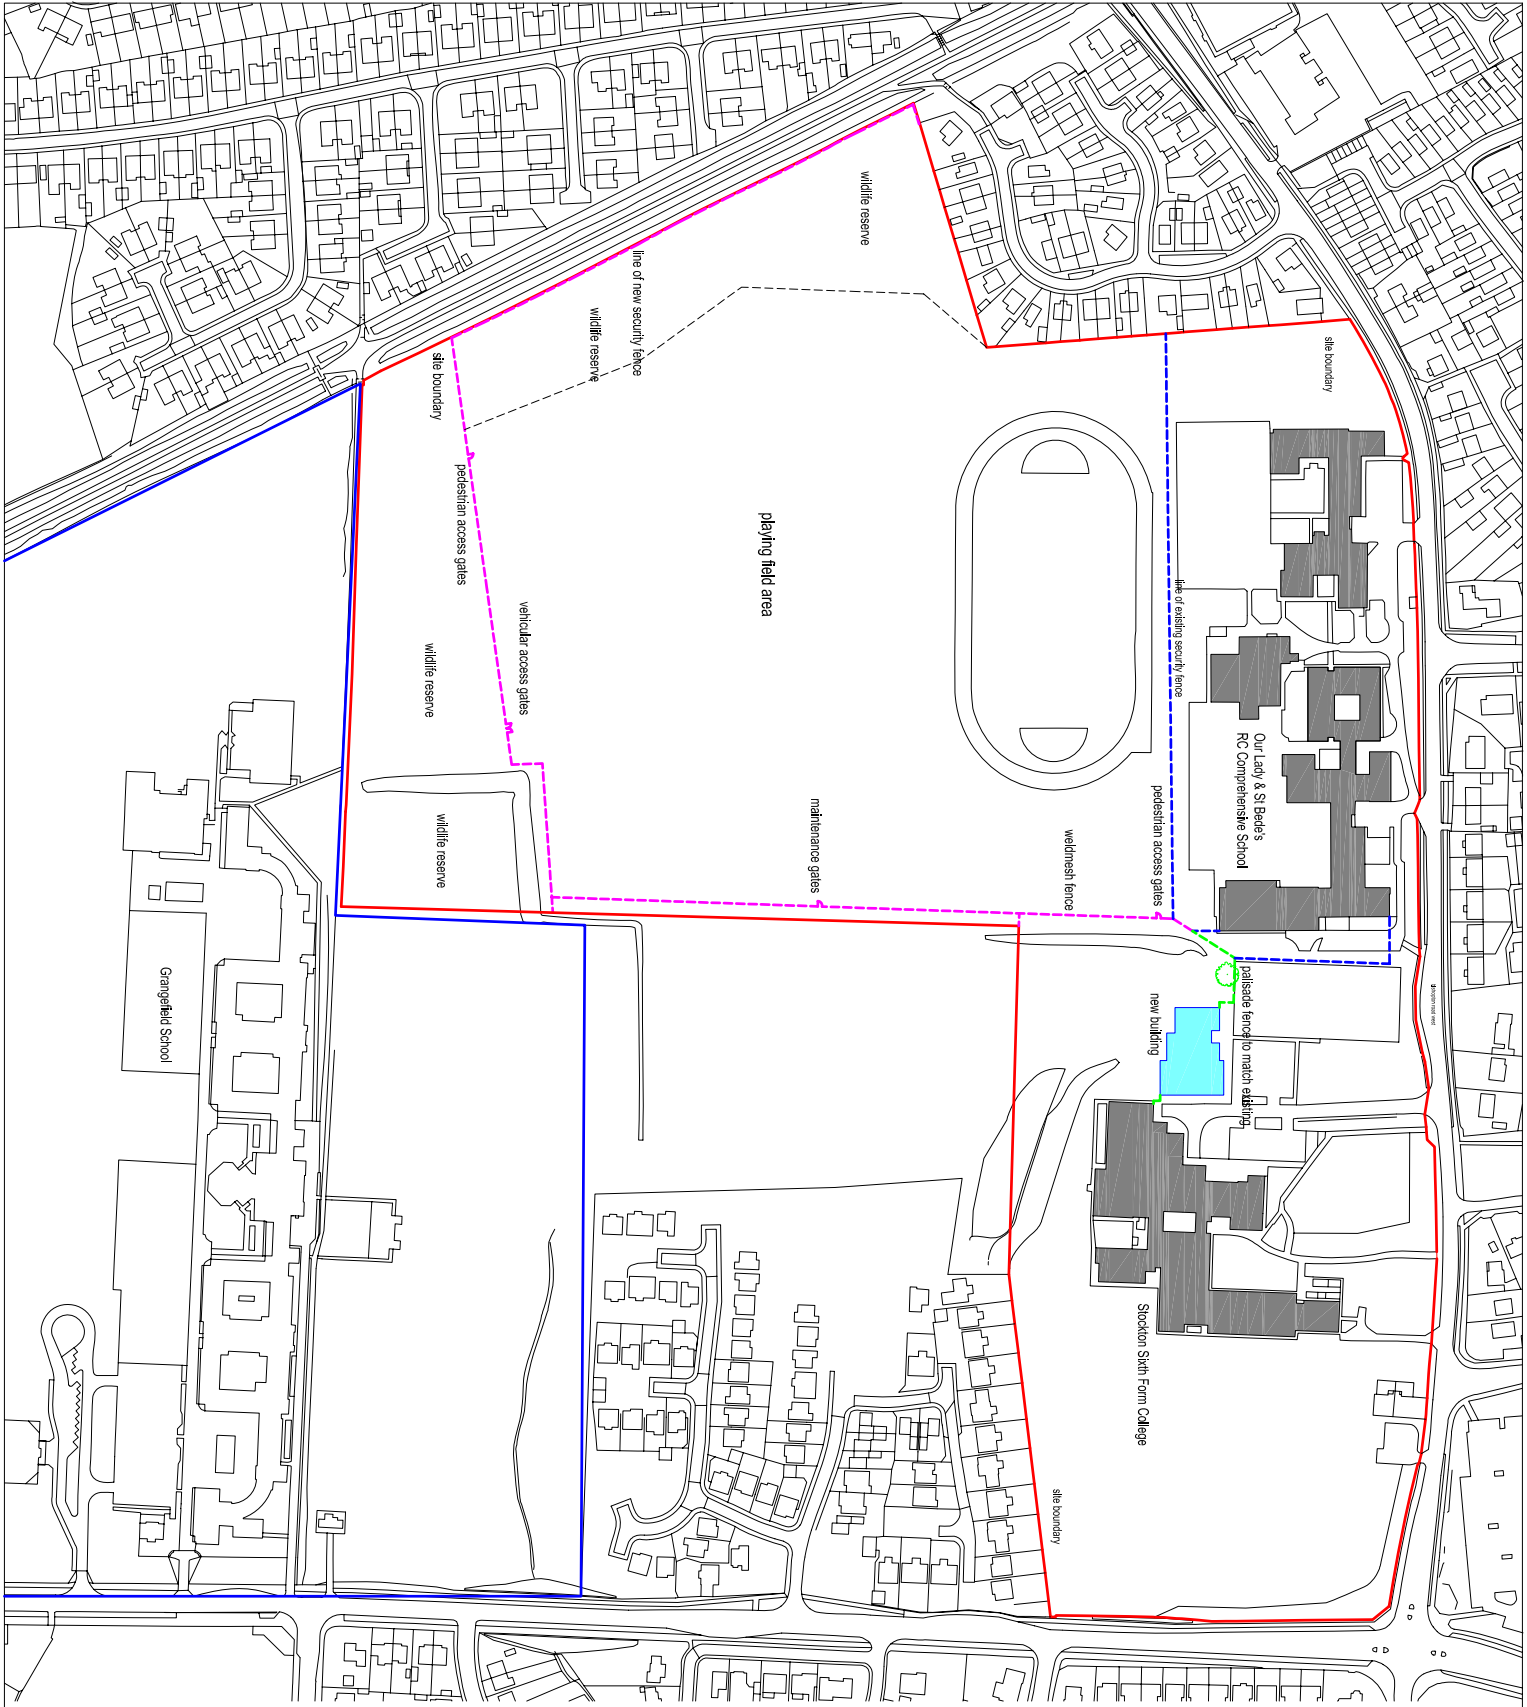 site boundary
wildlife reserve
line of new security fence
wildlife reserve
site boundary
pedestrian access gates
playing field area
line of existing security fence
vehicular access gates
wildlife reserve
Our Lady & St Bede's
RC Comprehensive School
pedestrian access gates
maintenance gates
weldmesh fence
wildlife reserve
palisade fence to match existing
new building
Grangefield School
bishopton road west
Stockton Sixth Form College
site boundary